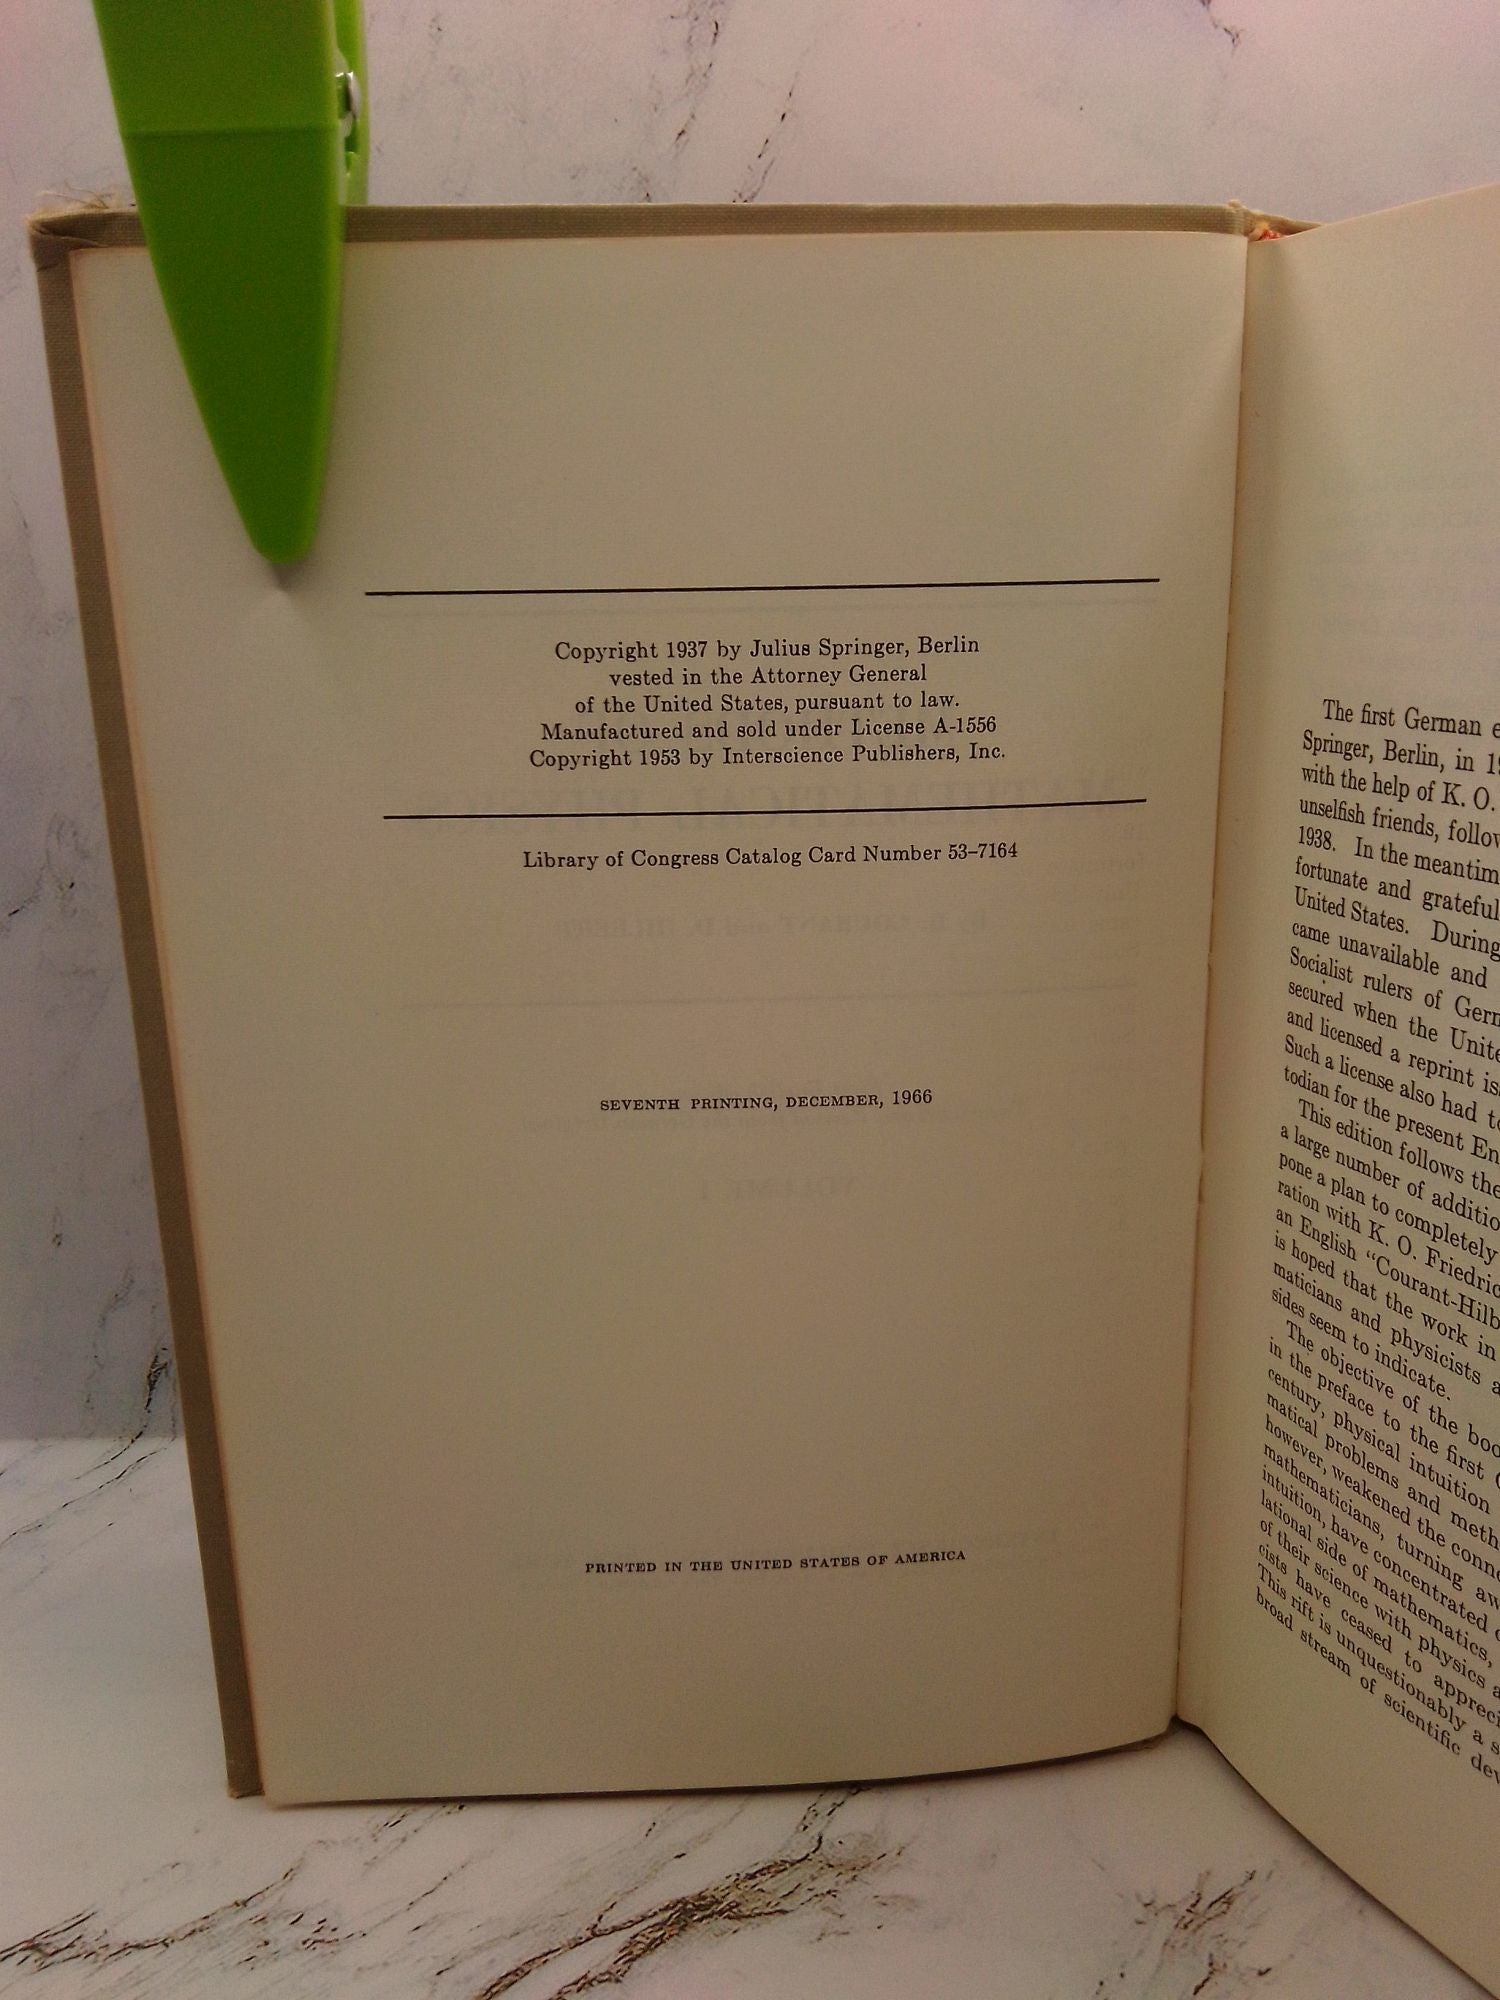 Copyright 1937 by Julius Springer, Berlin
vested in the Attorney General
of the United States, pursuant to law.
Manufactured and sold under License A-1556
Copyright 1953 by Interscience Publishers, Inc.
Library of Congress Catalog Card Number 53-7164
SEVENTH PRINTING, DECEMBER, 1966
PRINTED IN THE UNITED STATES OF AMERICA
The first German
Springer, Berlin, in
with the help of K. O.
unselfish friends,
1938. In the
fortunate and grateful
United States. During
came unavailable and
Socialist rulers of
secured when the
and licensed a reprint
Such a license also had
todian for the present
This edition follows the
a large number of
pone a plan to completely
ration with K. O.
an English "Courant-
is hoped that the work in
maticians and physicists
sides seem to indicate.
The objective of the
in the preface to the first
century, physical intuition
matical problems and
however, weakened the
mathematicians, turning
intuition, have concentrated
lational side of mathematics,
of their science with physics
cists have ceased to
This rift is unquestionably a
broad stream of scientific